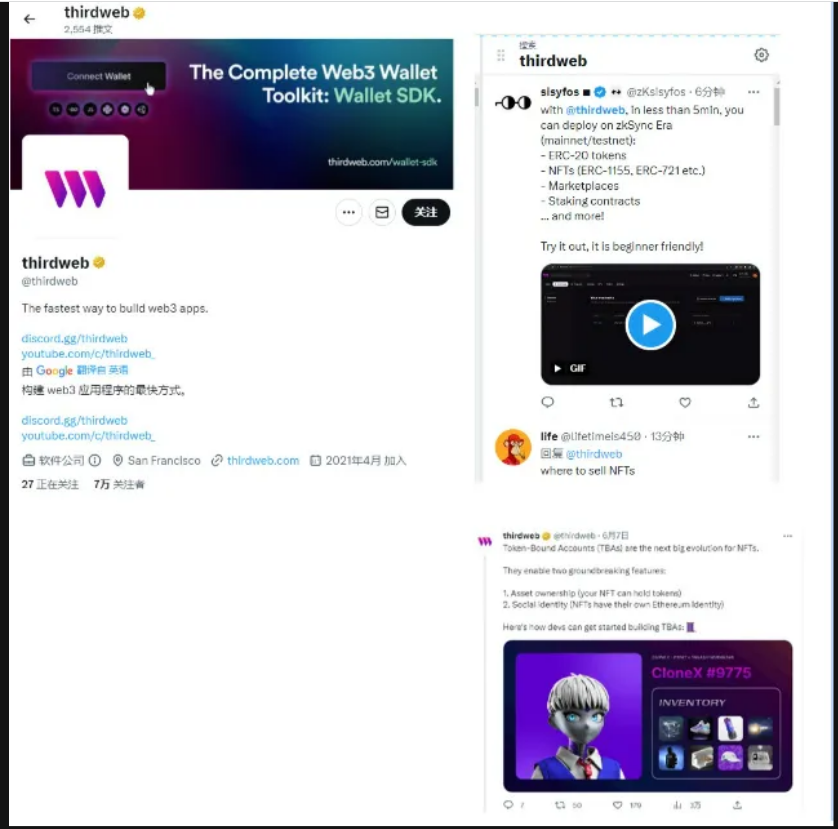 thirdweb
2,554 撰文
Connect Wallet
The Complete Web3 Wallet
Toolkit: Wallet SDK.
thirdweb.com/wallet-sdk
关注
thirdweb
@thirdweb
The fastest way to build web3 apps.
discord.gg/thirdweb
youtube.com/c/thirdweb_
由 Google 翻译自 英语
构建 web3 应用程序的最快方式。
discord.gg/thirdweb
youtube.com/c/thirdweb_
软件公司 San Francisco thirdweb.com 2021年4月 加入
27 正在关注 7万 关注者
搜索
thirdweb
sisyfos @zKsisyfos · 6分钟
with @thirdweb, in less than 5min, you
can deploy on zkSync Era
(mainnet/testnet):
- ERC-20 tokens
- NFTs (ERC-1155, ERC-721 etc.)
- Marketplaces
- Staking contracts
... and more!
Try it out, it is beginner friendly!
GIF
life @lifetimeis450 · 13分钟
回复 @thirdweb
where to sell NFTs
thirdweb @thirdweb · 6月7日
Token-Bound Accounts (TBAs) are the next big evolution for NFTs.
They enable two groundbreaking features:
1. Asset ownership (your NFT can hold tokens)
2. Social Identity (NFTs have their own Ethereum identity)
Here's how devs can get started building TBAs:
CloneX #9775
INVENTORY
7 50 179 3万